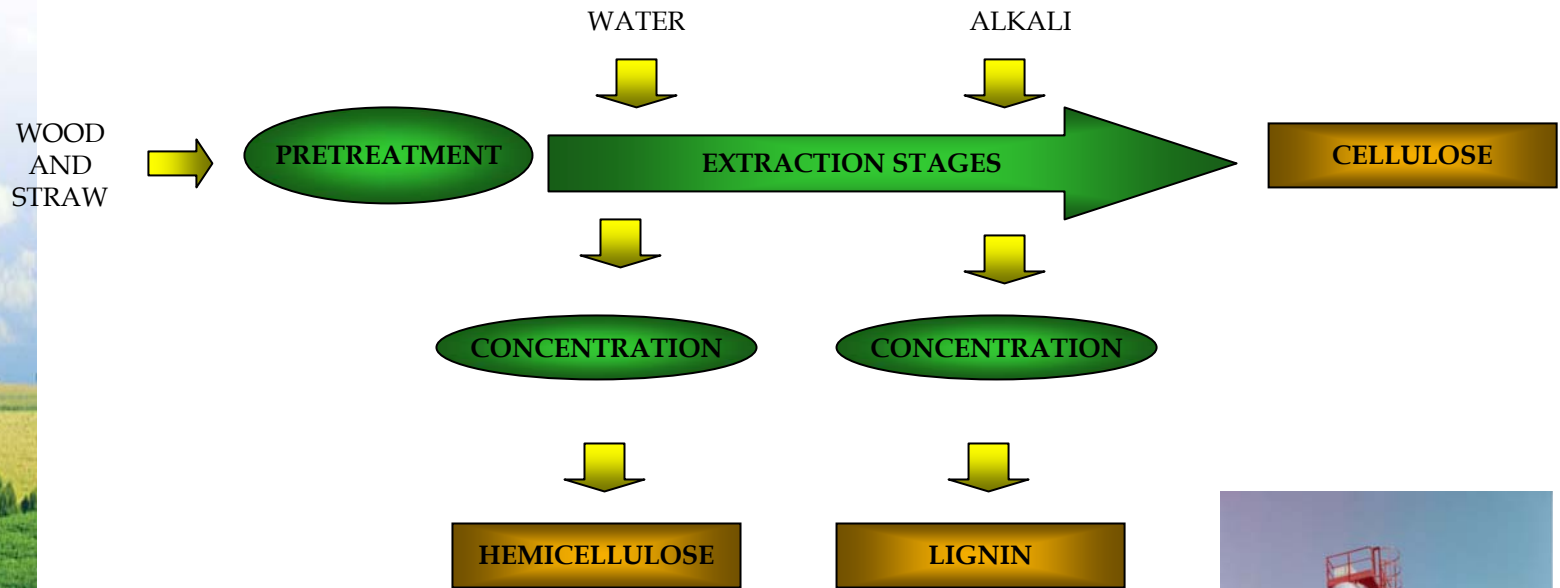 WATER
ALKALI
WOOD
AND
STRAW
PRETREATMENT
EXTRACTION STAGES
CELLULOSE
CONCENTRATION
CONCENTRATION
HEMICELLULOSE
LIGNIN